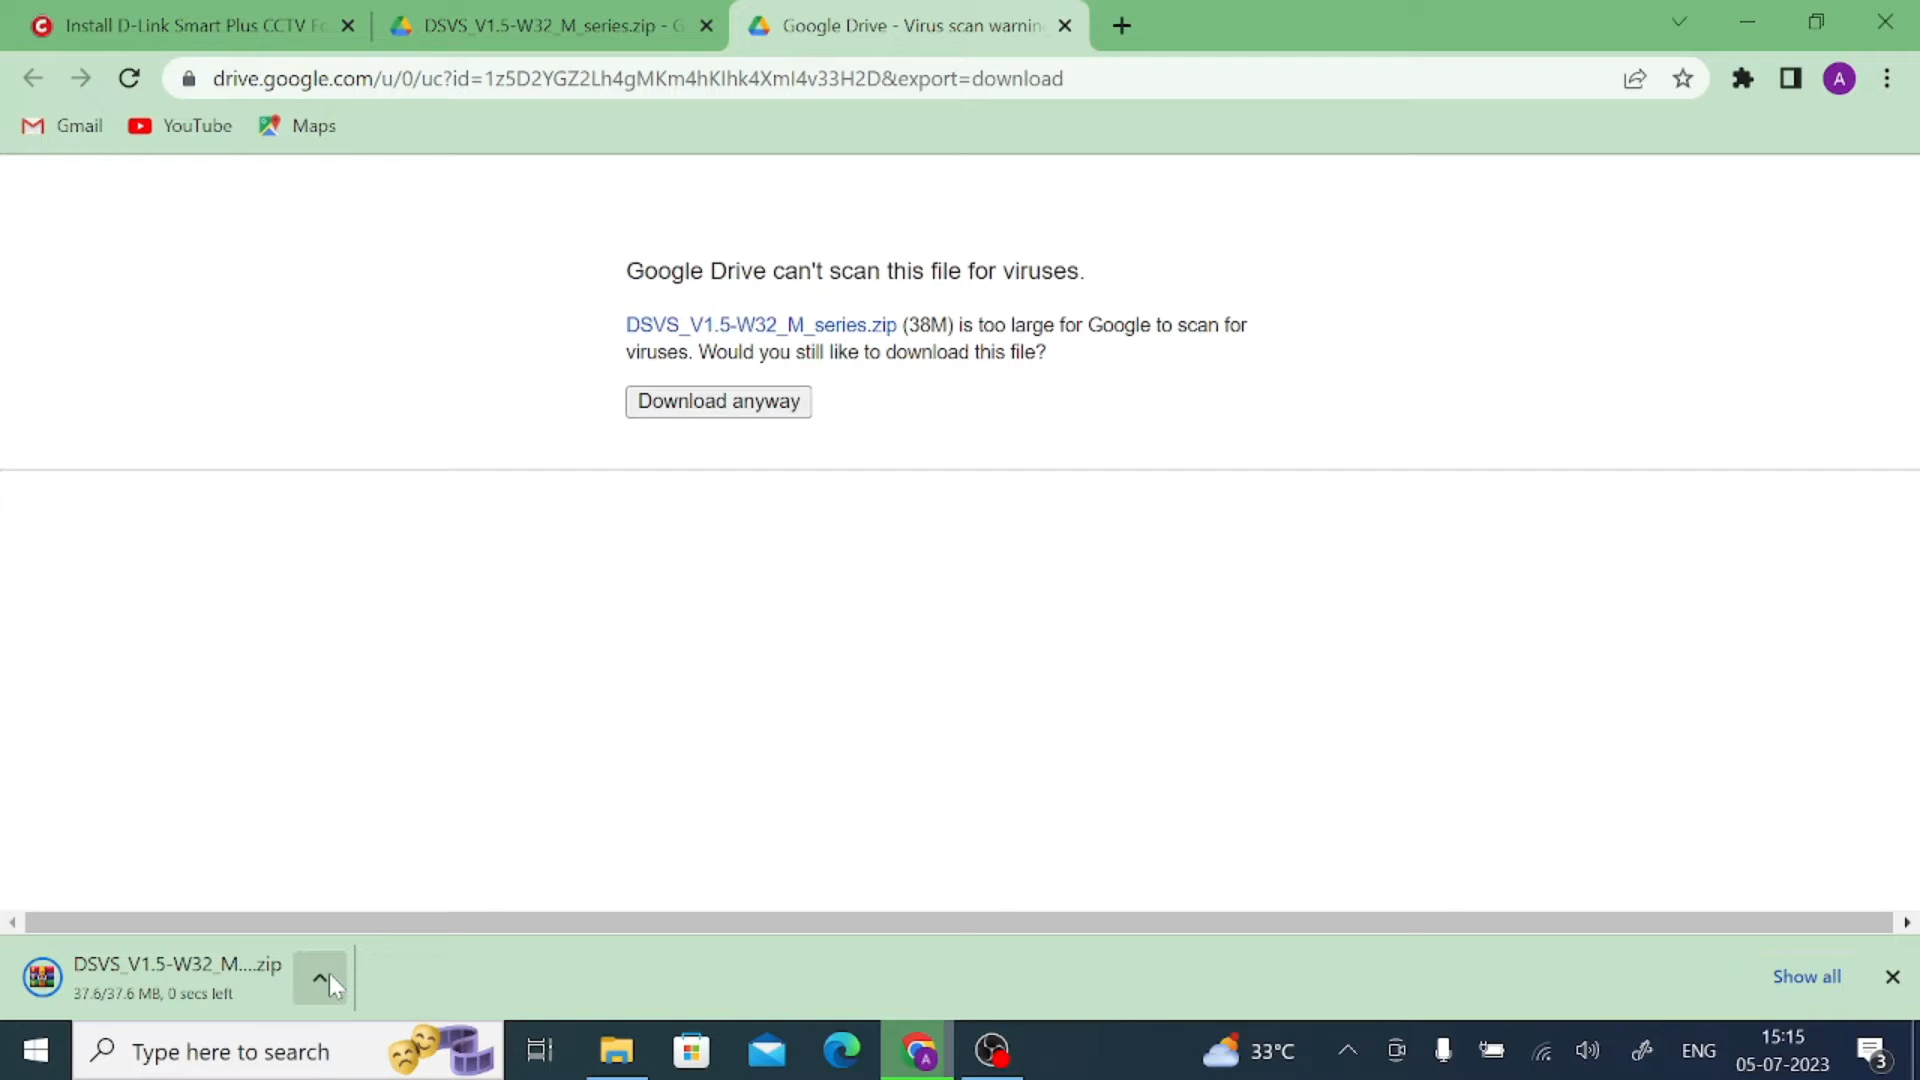 Install D-Link Smart Plus CCTV Fo
DSVS_V1.5-W32_M_series.zip - G
Google Drive - Virus scan warnin
drive.google.com/u/0/uc?id=1z5D2YGZ2Lh4gMKm4hKlhk4XmI4v33H2D&export=download
A
Gmail
YouTube
Maps
Google Drive can't scan this file for viruses.
DSVS_V1.5-W32_M_series.zip (38M) is too large for Google to scan for
viruses. Would you still like to download this file?
Download anyway
DSVS_V1.5-W32_M....zip
37.6/37.6 MB, 0 secs left
Show all
Type here to search
A
33°C
ENG
15:15
05-07-2023
3